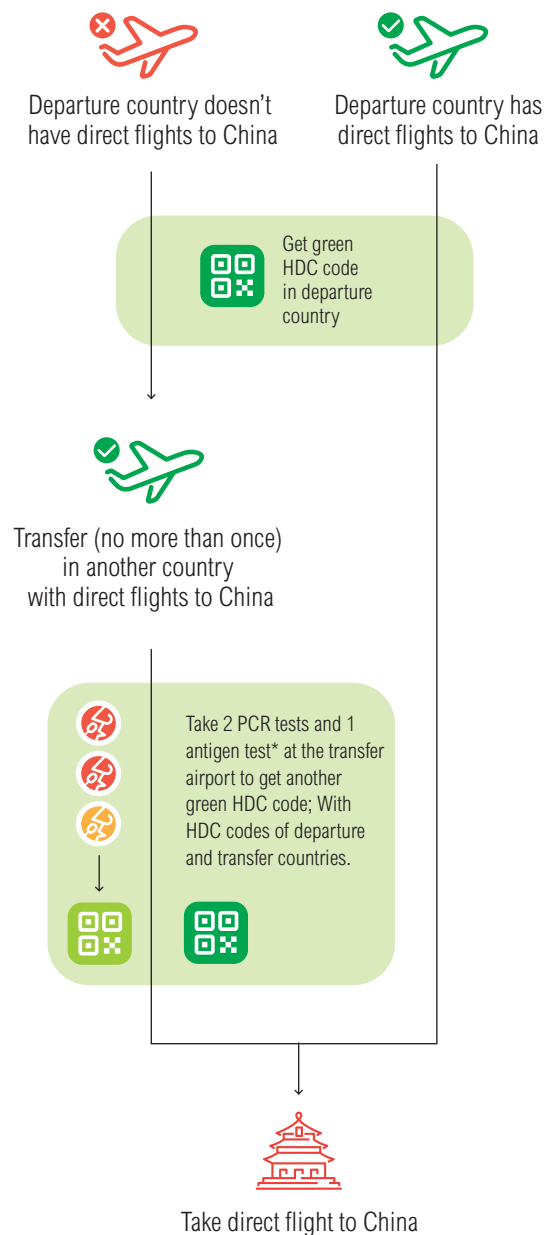 Departure country doesn't
have direct flights to China
Departure country has
direct flights to China
Get green
HDC code
in departure
country
Transfer (no more than once)
in another country
with direct flights to China
Take 2 PCR tests and 1
antigen test* at the transfer
airport to get another
green HDC code; With
HDC codes of departure
and transfer countries.
Take direct flight to China